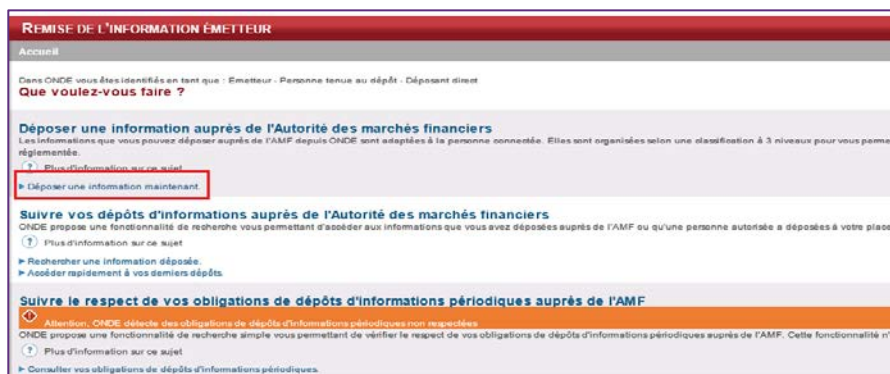 REMISE DE L'INFORMATION ÉMETTEUR
Accueil
Dans ONDE vous êtes identifiés en tant que : Emetteur - Personne tenue au dépôt - Déposant direct
Que voulez-vous faire ?
Déposer une information auprès de l'Autorité des marchés financiers
Les informations que vous pouvez déposer auprès de l'AMF depuis ONDE sont adaptées à la personne connectée. Elles sont organisées selon une classification à 3 niveaux pour vous perme
réglementée.
? Plus d'information sur ce sujet
Déposer une information maintenant.
Suivre vos dépôts d'informations auprès de l'Autorité des marchés financiers
ONDE propose une fonctionnalité de recherche vous permettant d'accéder aux informations que vous avez déposées auprès de l'AMF ou qu'une personne autorisée a déposées à votre place
? Plus d'information sur ce sujet
Rechercher une information déposée.
Accéder rapidement à vos derniers dépôts.
Suivre le respect de vos obligations de dépôts d'informations périodiques auprès de l'AMF
Attention, ONDE détecte des obligations de dépôts d'informations périodiques non respectées
ONDE propose une fonctionnalité de recherche simple vous permettant de vérifier le respect de vos obligations de dépôts d'informations périodiques auprès de l'AMF. Cette fonctionnalité n'
? Plus d'information sur ce sujet
Consulter vos obligations de dépôts d'informations périodiques.